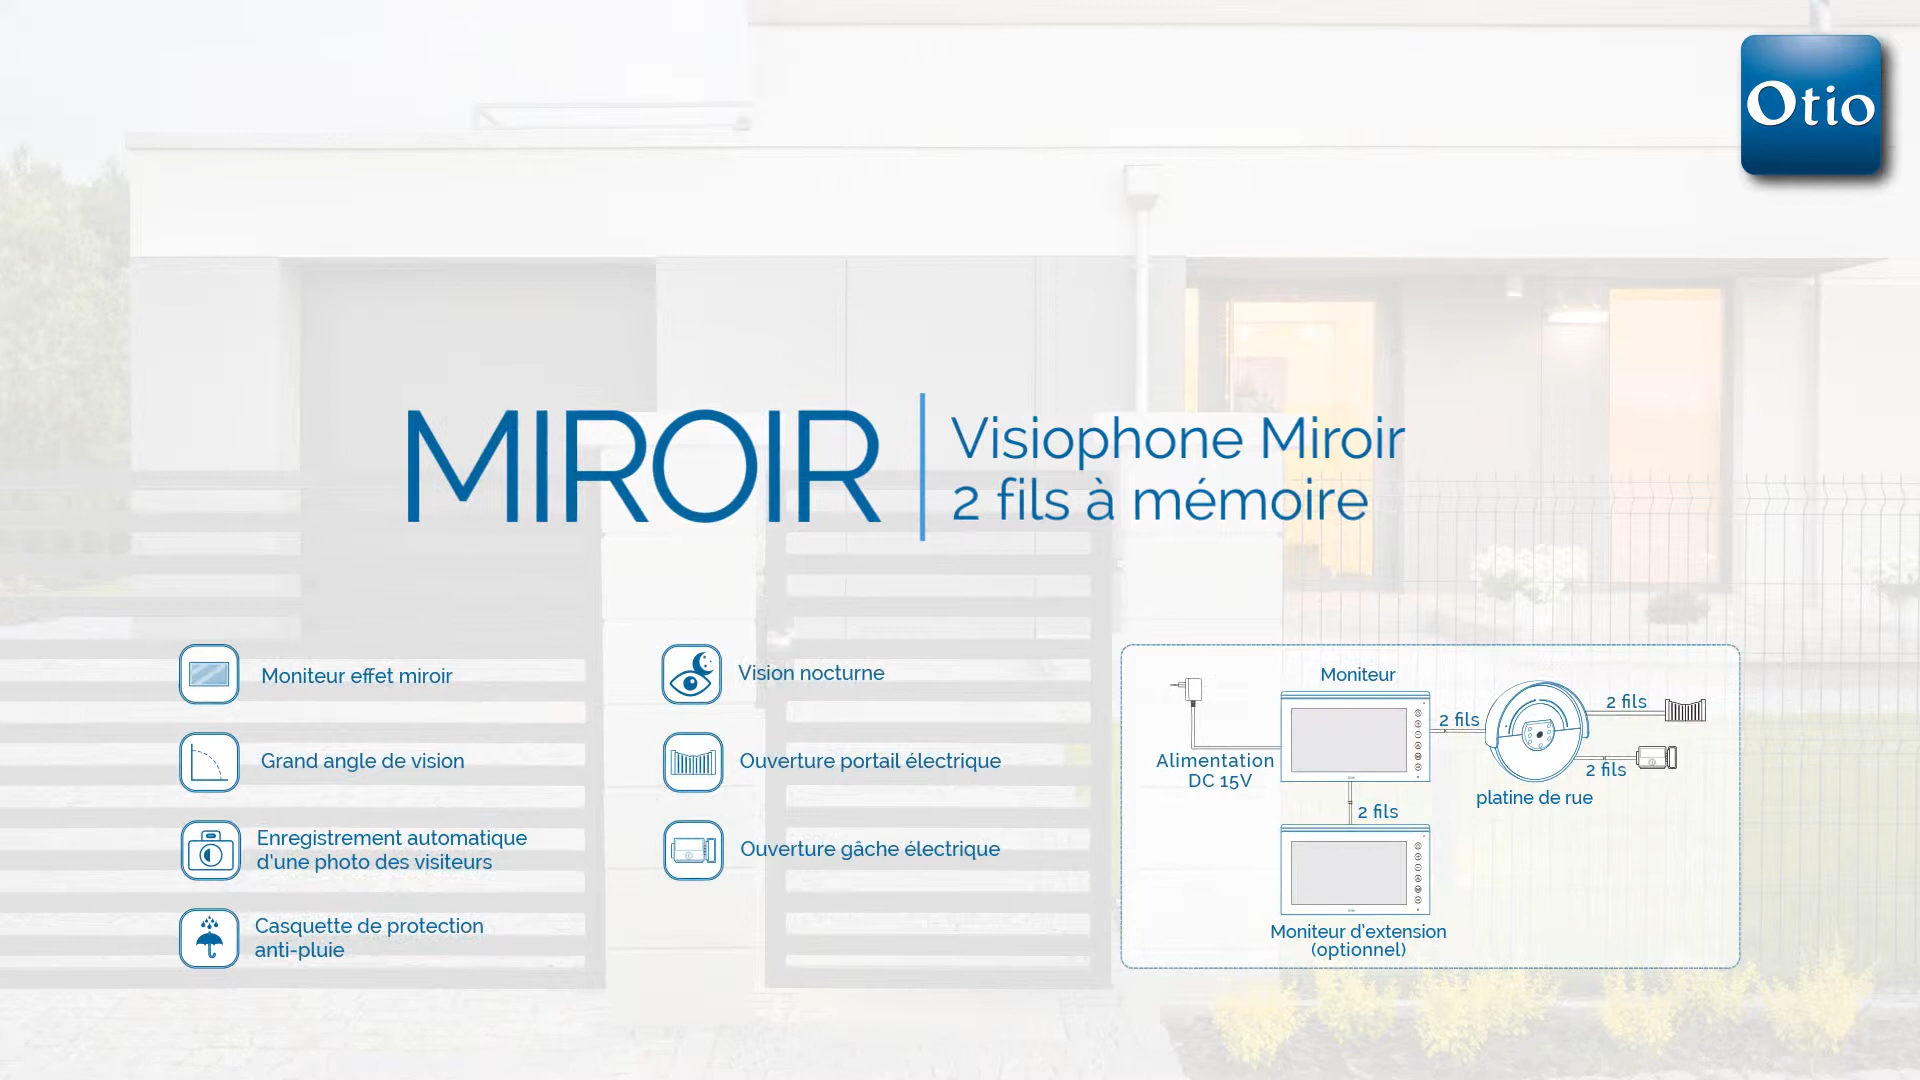 Otio
MIROIR
Visiophone Miroir
2 fils à mémoire
Moniteur effet miroir
Grand angle de vision
Enregistrement automatique
d'une photo des visiteurs
Casquette de protection
anti-pluie
Vision nocturne
Ouverture portail électrique
Ouverture gâche électrique
Moniteur
Alimentation
DC 15V
2 fils
2 fils
2 fils
platine de rue
2 fils
Moniteur d'extension
(optionnel)